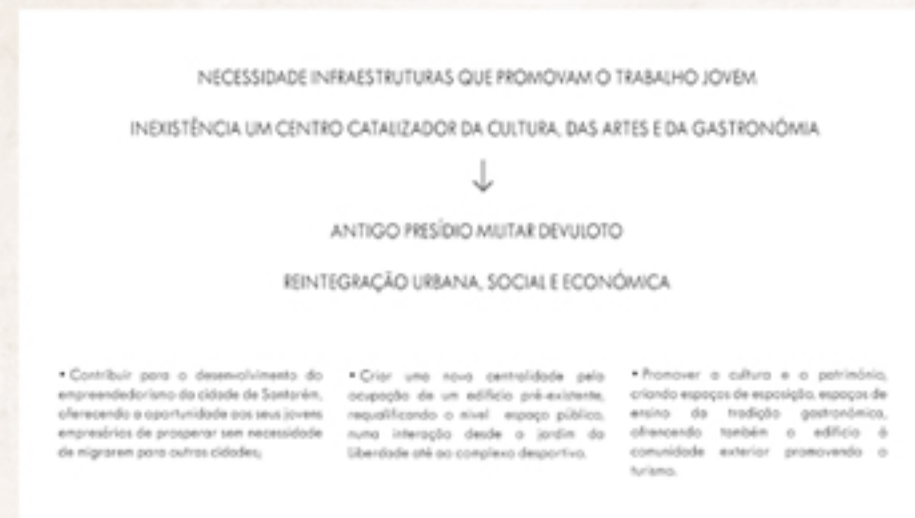 NECESSIDADE INFRAESTRUTURAS QUE PROMOVAM O TRABALHO JOVEM
INEXISTÊNCIA UM CENTRO CATALIZADOR DA CULTURA, DAS ARTES E DA GASTRONÓMIA
↓
ANTIGO PRESÍDIO MILITAR DEVULOTO
REINTEGRAÇÃO URBANA, SOCIAL E ECONÓMICA
• Contribuir para o desenvolvimento do
empreendedorismo da cidade de Santarém,
oferecendo a oportunidade aos seus jovens
empresários de prosperar sem necessidade
de migrarem para outras cidades;
• Criar uma nova centralidade pela
ocupação de um edifício pré-existente,
requalificando o nível espaço público,
numa interação desde o jardim da
Liberdade até ao complexo desportivo.
• Promover a cultura e o património,
criando espaços de exposição, espaços de
ensino da tradição gastronómica,
ofrencendo também o edifício à
comunidade exterior promovendo o
turismo.